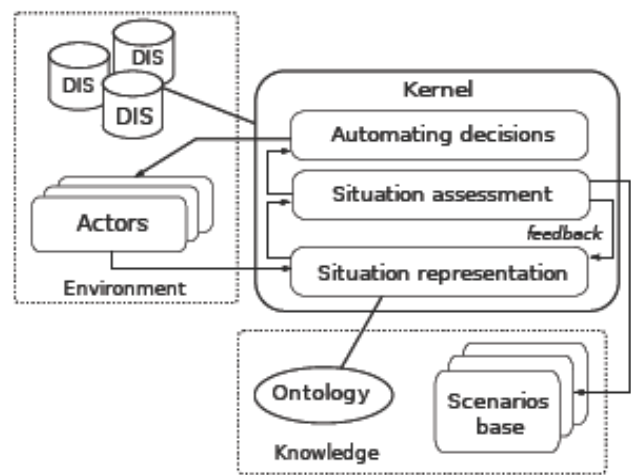 DIS
DIS
DIS
Kernel
Automating decisions
Situation assessment
Actors
feedback
Situation representation
Environment
Ontology
Scenarios
base
Knowledge